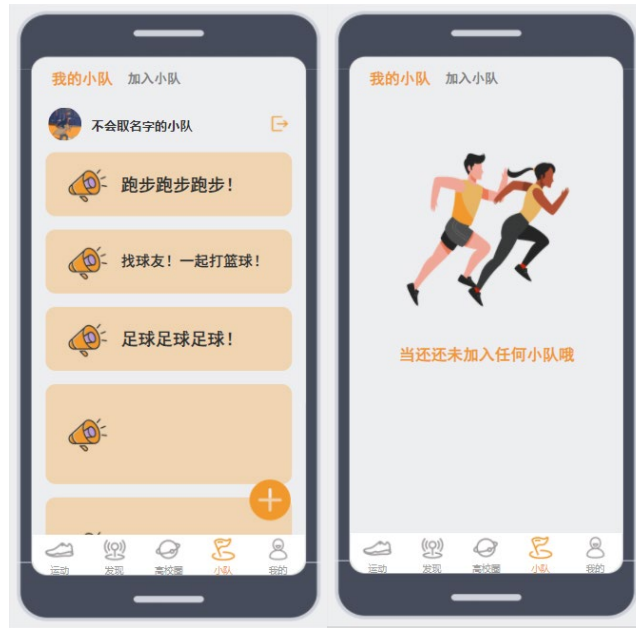 我的小队 加入小队
不会取名字的小队
跑步跑步跑步！
找球友！一起打篮球！
足球足球足球！
运动 发现 高校圈 小队 我的
我的小队 加入小队
当还还未加入任何小队哦
运动 发现 高校圈 小队 我的